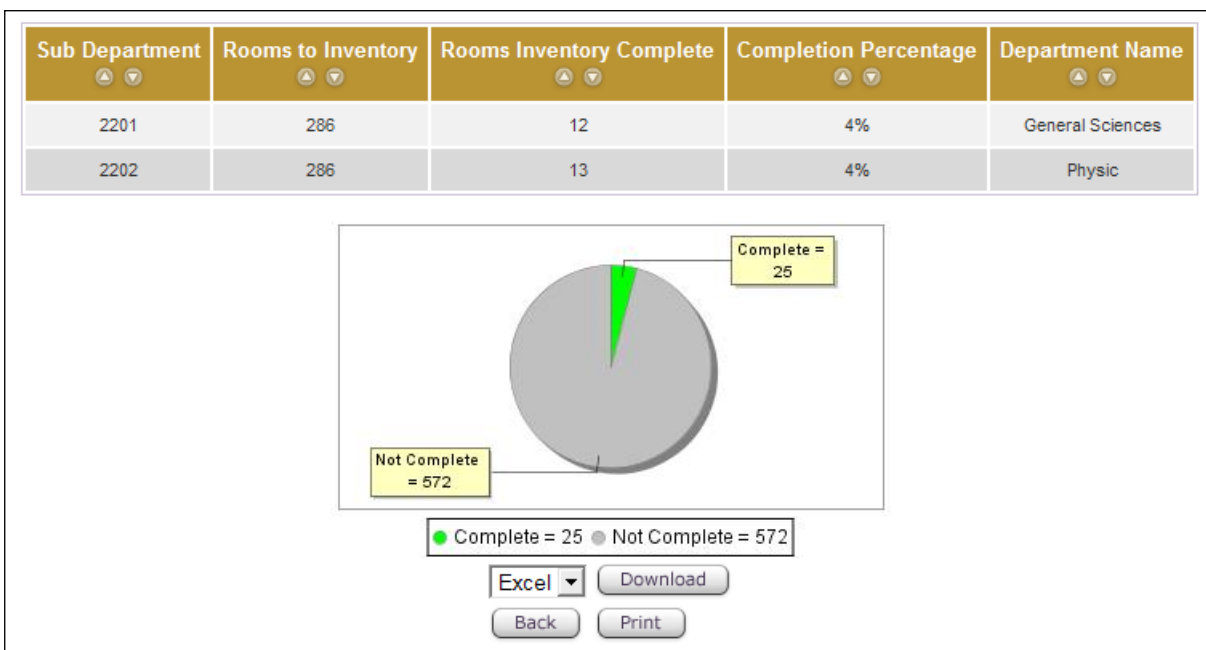 Sub Department Rooms to Inventory Rooms Inventory Complete Completion Percentage Department Name
2201 286 12 4% General Sciences
2202 286 13 4% Physic
Complete =
25
Not Complete
= 572
Complete = 25 Not Complete = 572
Excel Download
Back Print